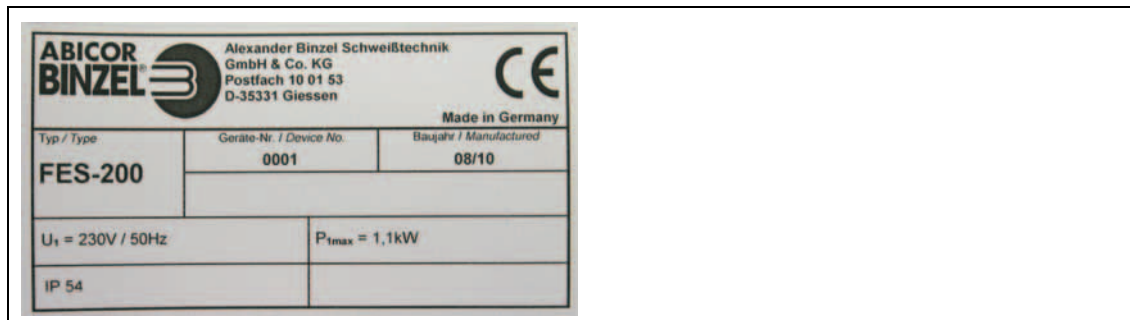 ABICOR
BINZEL®
Alexander Binzel Schweißtechnik
GmbH & Co. KG
Postfach 10 01 53
D-35331 Giessen
CE
Made in Germany
Typ / Type
FES-200
Geräte-Nr. / Device No.
0001
Baujahr / Manufactured
08/10
U₁ = 230V / 50Hz
P₁ₘₐₓ = 1,1kW
IP 54